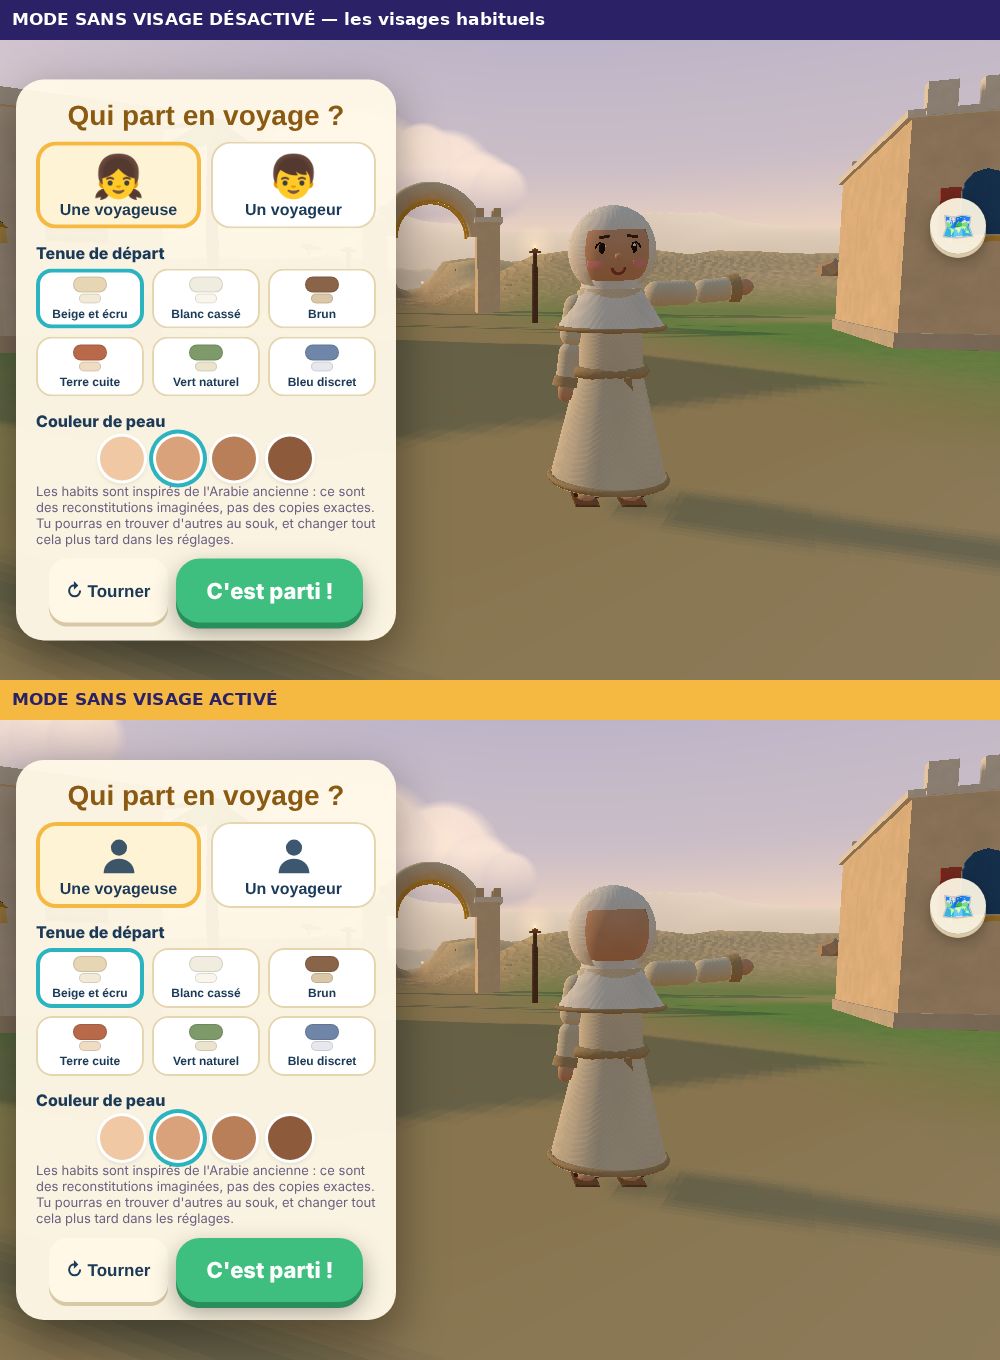 MODE SANS VISAGE DÉSACTIVÉ — les visages habituels
Qui part en voyage ?
Une voyageuse
Un voyageur
Tenue de départ
Beige et écru
Blanc cassé
Brun
Terre cuite
Vert naturel
Bleu discret
Couleur de peau
Les habits sont inspirés de l'Arabie ancienne : ce sont
des reconstitutions imaginées, pas des copies exactes.
Tu pourras en trouver d'autres au souk, et changer tout
cela plus tard dans les réglages.
↻ Tourner
C'est parti !
MODE SANS VISAGE ACTIVÉ
Qui part en voyage ?
Une voyageuse
Un voyageur
Tenue de départ
Beige et écru
Blanc cassé
Brun
Terre cuite
Vert naturel
Bleu discret
Couleur de peau
Les habits sont inspirés de l'Arabie ancienne : ce sont
des reconstitutions imaginées, pas des copies exactes.
Tu pourras en trouver d'autres au souk, et changer tout
cela plus tard dans les réglages.
↻ Tourner
C'est parti !